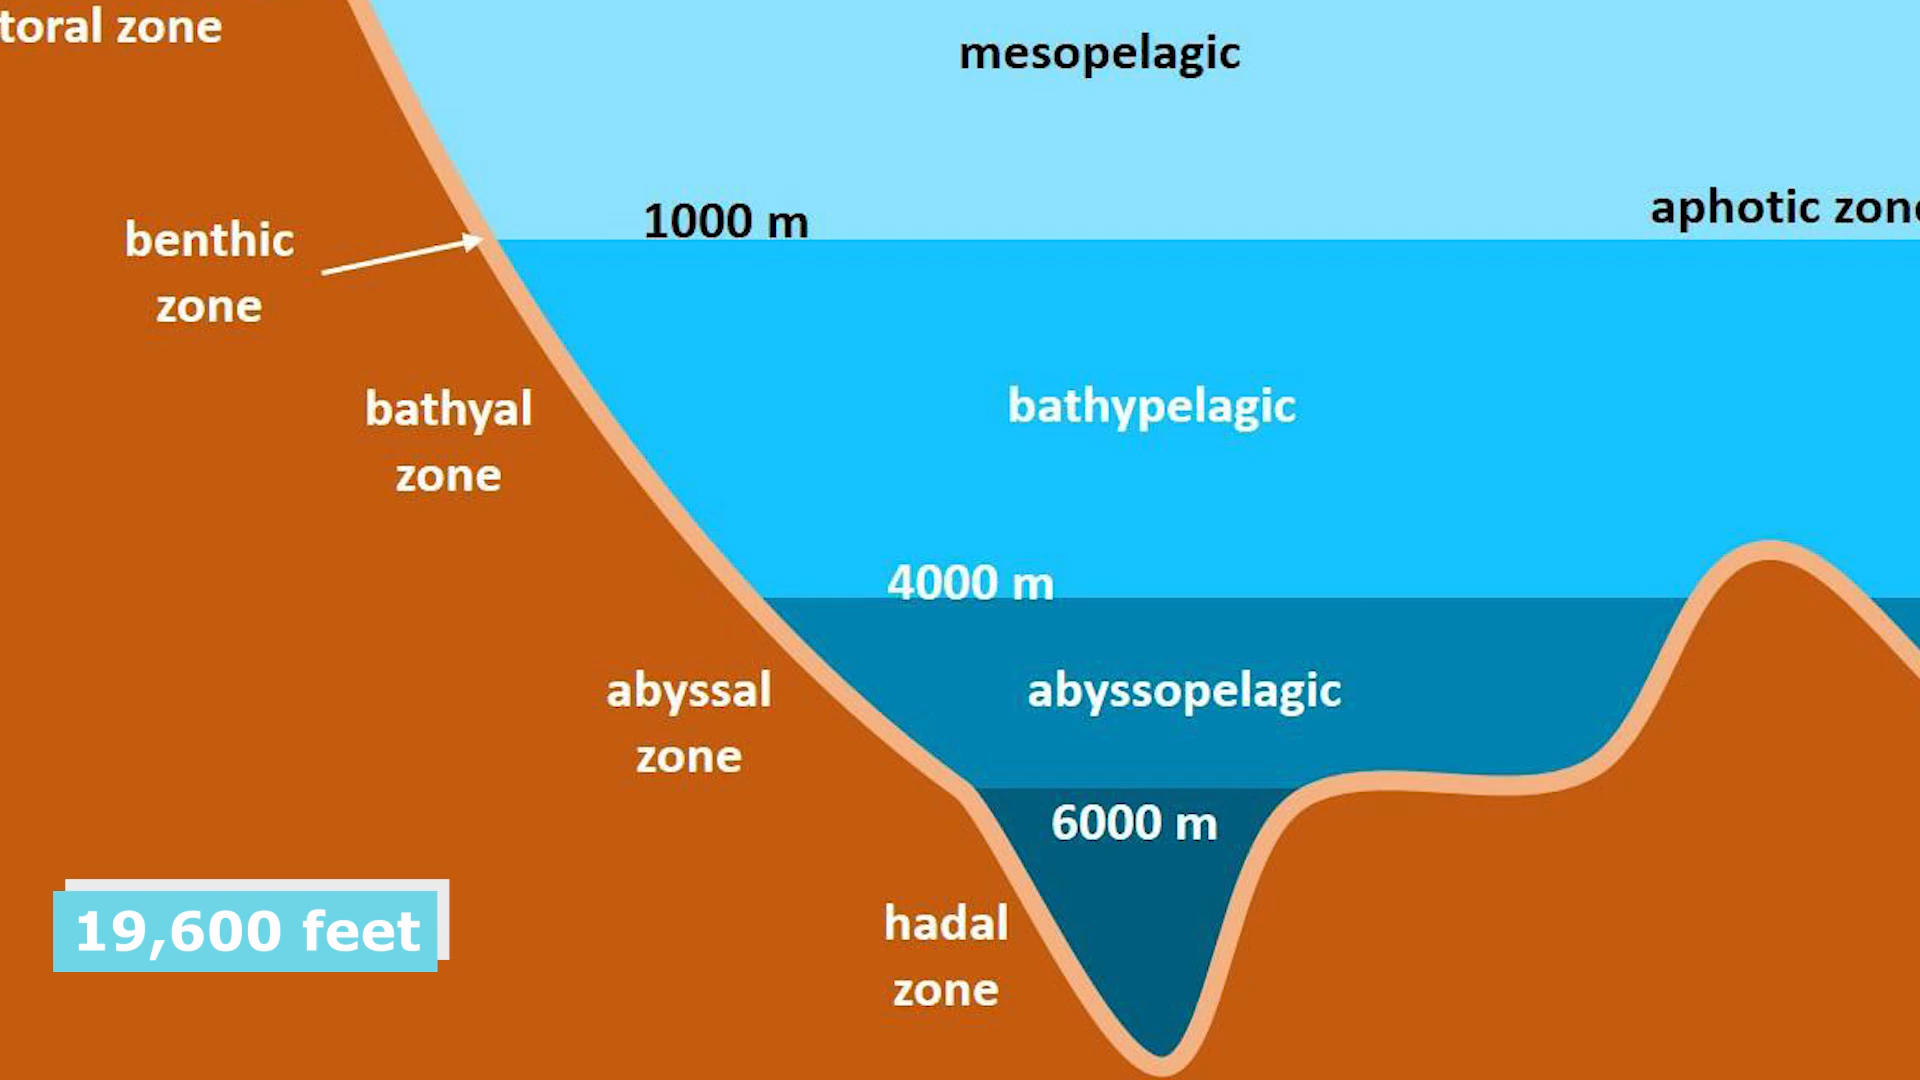 toral zone
mesopelagic
1000 m
aphotic zone
benthic
zone
bathyal
zone
bathypelagic
4000 m
abyssal
zone
abyssopelagic
6000 m
hadal
zone
19,600 feet